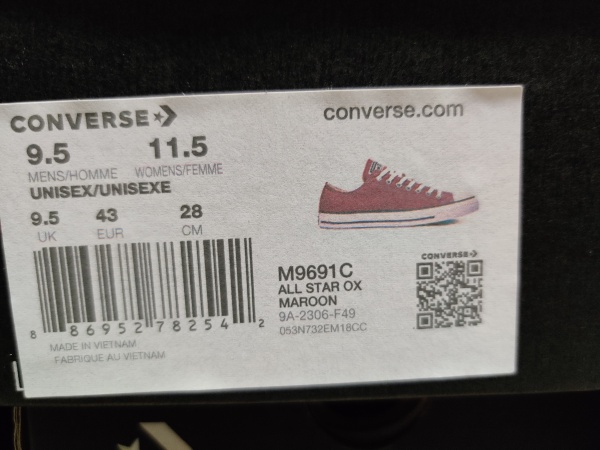 CONVERSE
converse.com
9.5 11.5
MENS/HOMME WOMENS/FEMME
UNISEX/UNISEXE
9.5 43 28
UK EUR CM
CONVERSE
M9691C
ALL STAR OX
MAROON
9A-2306-F49
053N732EM18CC
8 86952 78254 2
MADE IN VIETNAM
FABRIQUÉ AU VIETNAM